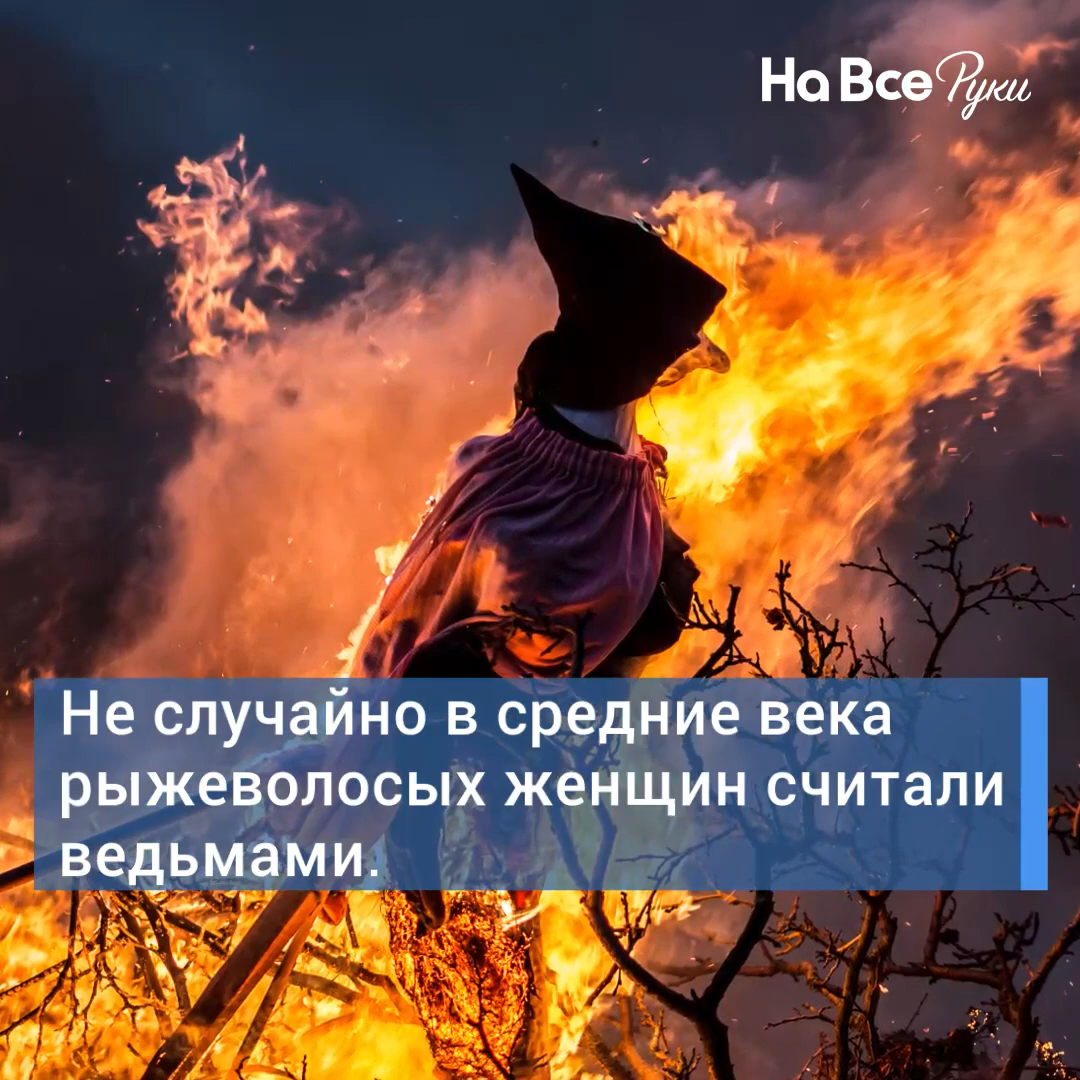 На Все Руки
Не случайно в средние века
рыжеволосых женщин считали
ведьмами.